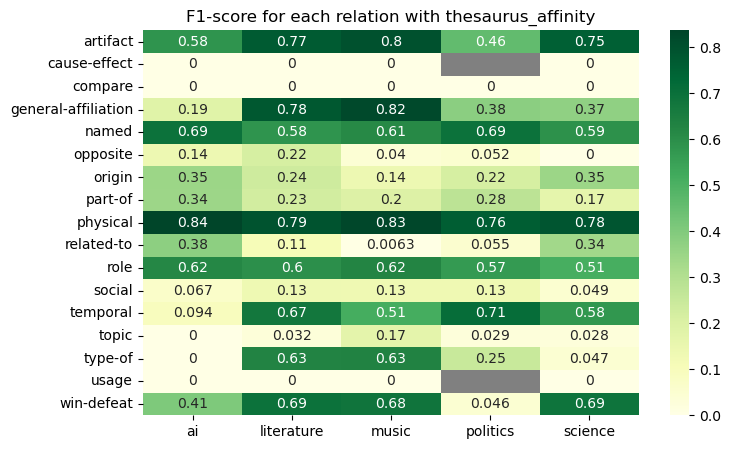 F1-score for each relation with thesaurus_affinity
artifact 0.58 0.77 0.8 0.46 0.75
cause-effect 0 0 0 0
compare 0 0 0 0 0
general-affiliation 0.19 0.78 0.82 0.38 0.37
named 0.69 0.58 0.61 0.69 0.59
opposite 0.14 0.22 0.04 0.052 0
origin 0.35 0.24 0.14 0.22 0.35
part-of 0.34 0.23 0.2 0.28 0.17
physical 0.84 0.79 0.83 0.76 0.78
related-to 0.38 0.11 0.0063 0.055 0.34
role 0.62 0.6 0.62 0.57 0.51
social 0.067 0.13 0.13 0.13 0.049
temporal 0.094 0.67 0.51 0.71 0.58
topic 0 0.032 0.17 0.029 0.028
type-of 0 0.63 0.63 0.25 0.047
usage 0 0 0 0
win-defeat 0.41 0.69 0.68 0.046 0.69
ai literature music politics science
0.8
0.7
0.6
0.5
0.4
0.3
0.2
0.1
0.0